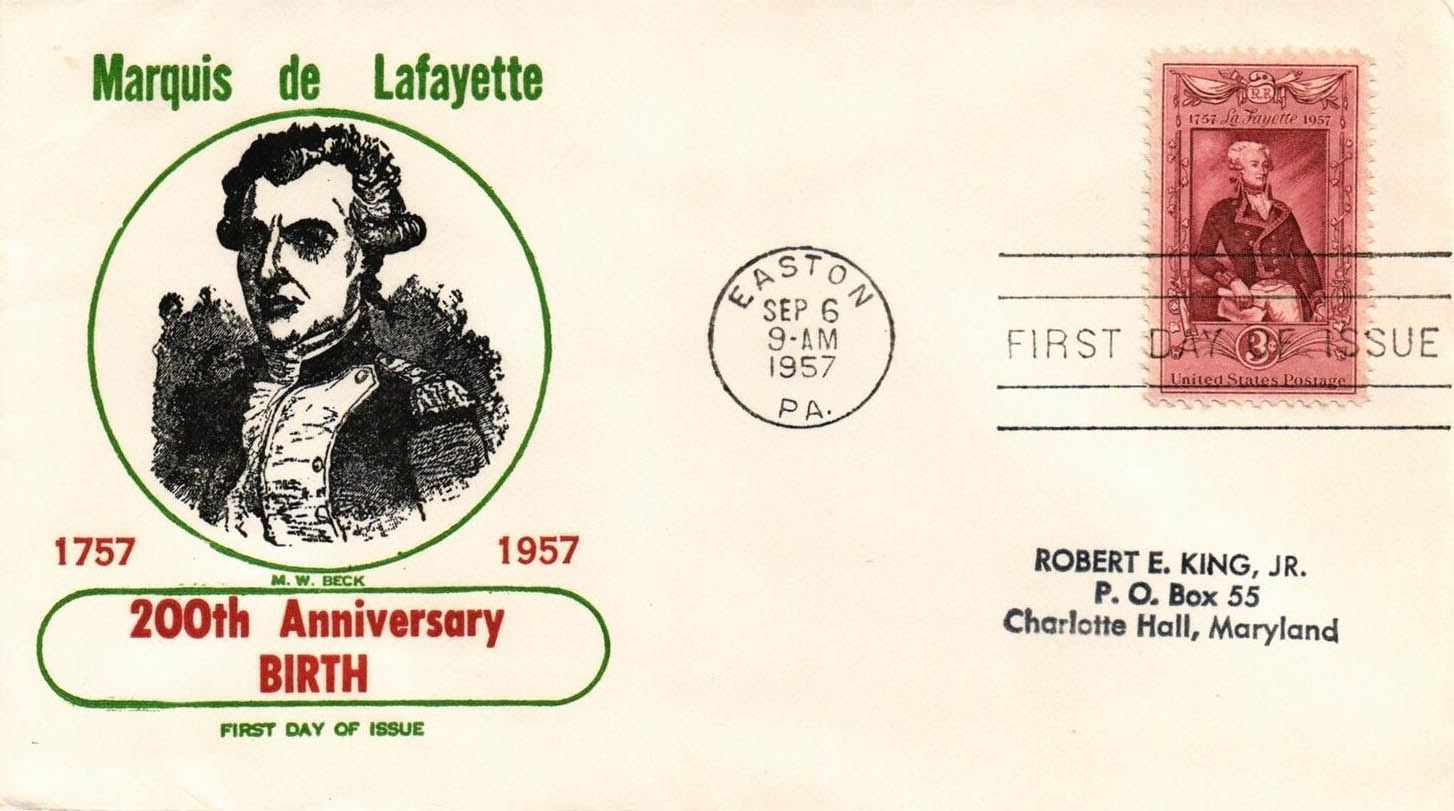 Marquis de Lafayette
1757 1957
M. W. BECK
200th Anniversary
BIRTH
FIRST DAY OF ISSUE
EASTON
SEP 6
9-AM
1957
PA.
R.F.
1757 La Fayette 1957
3¢
United States Postage
FIRST DAY OF ISSUE
ROBERT E. KING, JR.
P. O. Box 55
Charlotte Hall, Maryland